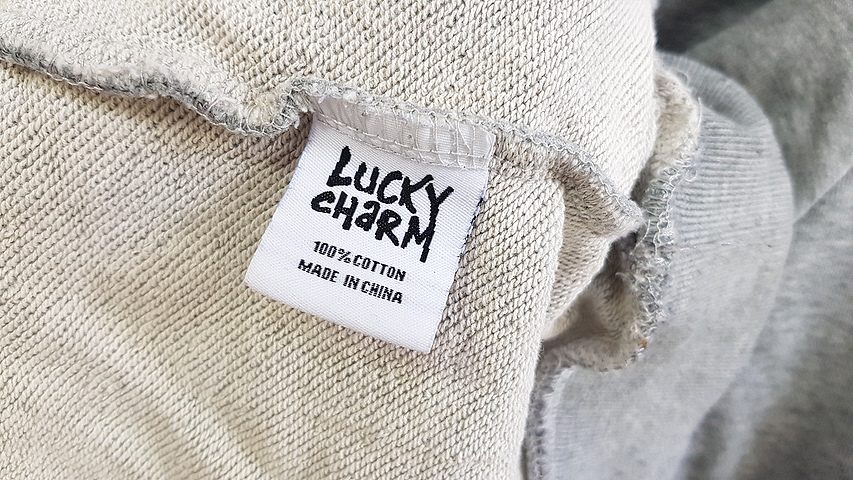 LUCKY
CHaRM
100% COTTON
MADE IN CHINA